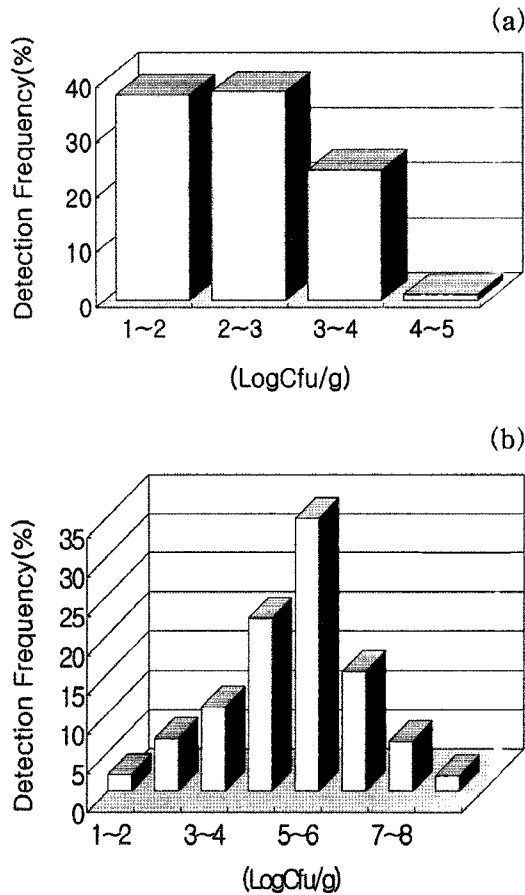 (a)
Detection Frequency(%)
40
30
20
10
0
1~2 2~3 3~4 4~5
(LogCfu/g)
(b)
Detection Frequency(%)
35
30
25
20
15
10
5
0
1~2 3~4 5~6 7~8
(LogCfu/g)